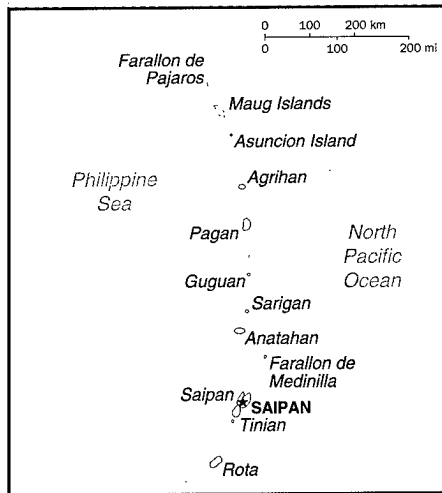 0 100 200 km
0 100 200 mi
Farallon de
Pajaros
Maug Islands
Asuncion Island
Philippine
Sea
Agrihan
Pagan
North
Pacific
Ocean
Guguan
Sarigan
Anatahan
Farallon de
Medinilla
Saipan
SAIPAN
Tinian
Rota